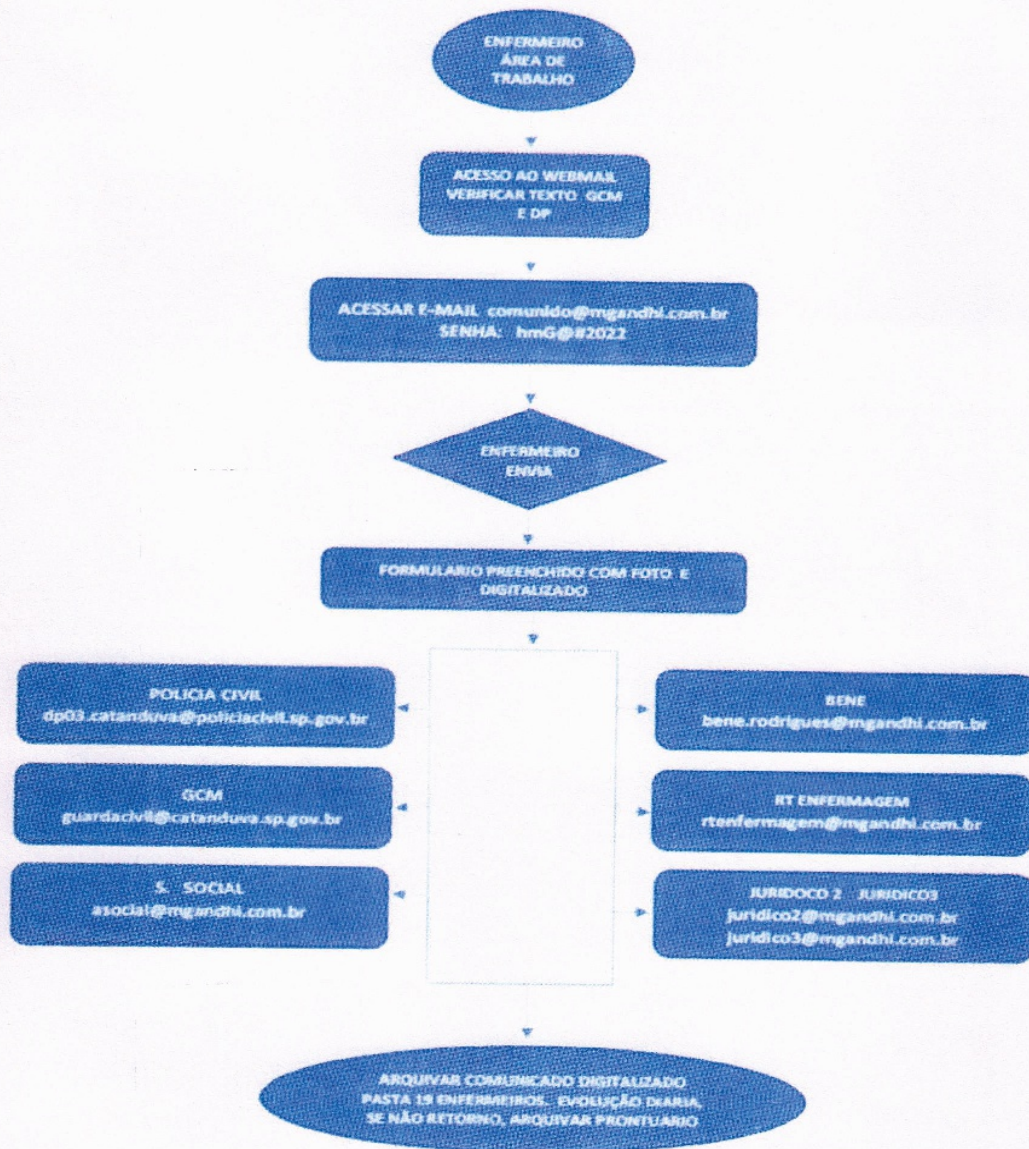 ENFERMEIRO
ÁREA DE
TRABALHO
ACESSO AO WEBMAIL
VERIFICAR TEXTO GCM
E DP
ACESSAR E-MAIL comunido@mgandhi.com.br
SENHA: hmG@#2022
ENFERMEIRO
ENVIA
FORMULARIO PREENCHIDO COM FOTO E
DIGITALIZADO
POLICIA CIVIL
dp03.catanduva@policiacivil.sp.gov.br
GCM
guardacivil@catanduva.sp.gov.br
S. SOCIAL
asocial@mgandhi.com.br
BENE
bene.rodrigues@mgandhi.com.br
RT ENFERMAGEM
rtenfermagem@mgandhi.com.br
JURIDOCO 2 JURIDICO3
juridico2@mgandhi.com.br
juridico3@mgandhi.com.br
ARQUIVAR COMUNICADO DIGITALIZADO
PASTA 19 ENFERMEIROS. EVOLUÇÃO DIARIA,
SE NÃO RETORNO, ARQUIVAR PRONTUARIO